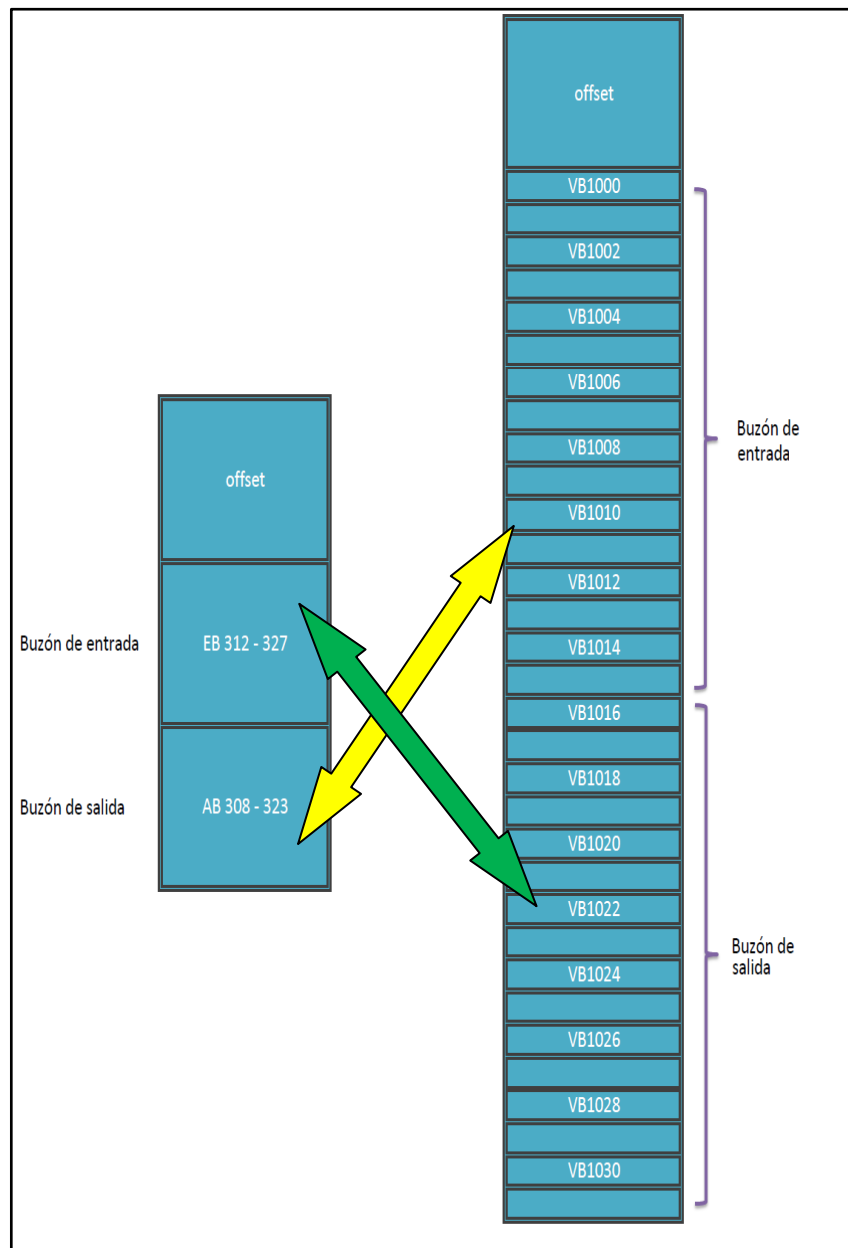 offset
EB 312 - 327
AB 308 - 323
Buzón de entrada
Buzón de salida
offset
VB1000
VB1002
VB1004
VB1006
VB1008
VB1010
VB1012
VB1014
VB1016
VB1018
VB1020
VB1022
VB1024
VB1026
VB1028
VB1030
Buzón de
entrada
Buzón de
salida